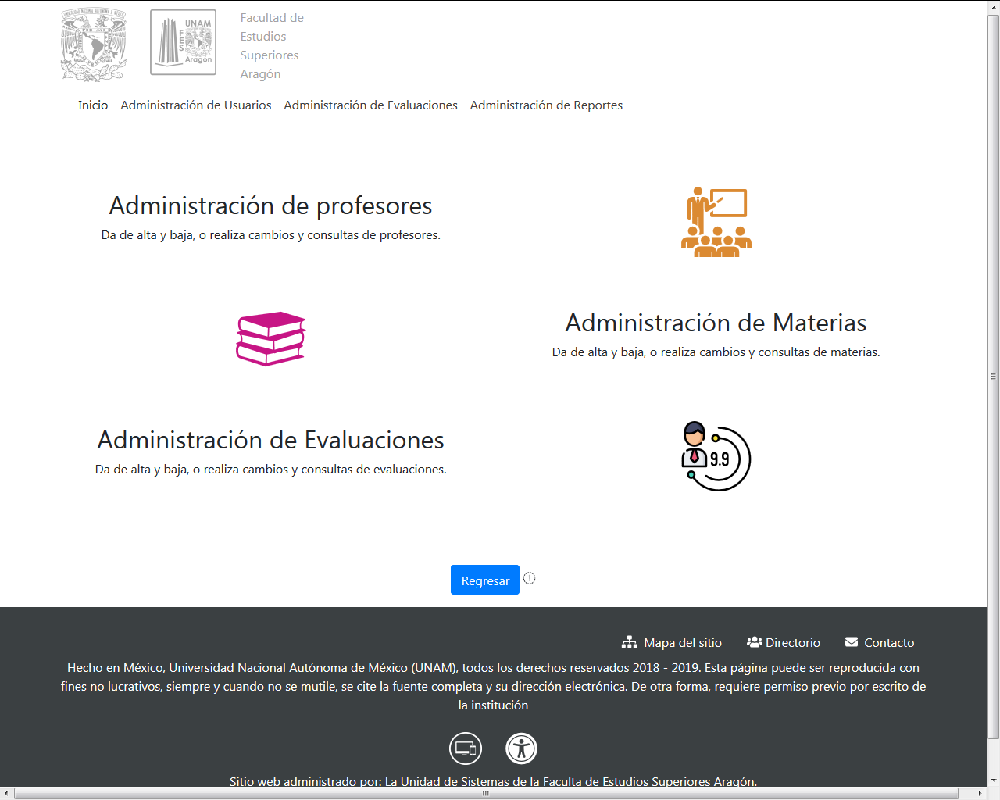 UNAM
FES
Aragón
Facultad de
Estudios
Superiores
Aragón
Inicio Administración de Usuarios Administración de Evaluaciones Administración de Reportes
Administración de profesores
Da de alta y baja, o realiza cambios y consultas de profesores.
Administración de Materias
Da de alta y baja, o realiza cambios y consultas de materias.
Administración de Evaluaciones
Da de alta y baja, o realiza cambios y consultas de evaluaciones.
9.9
Regresar
Mapa del sitio Directorio Contacto
Hecho en México, Universidad Nacional Autónoma de México (UNAM), todos los derechos reservados 2018 - 2019. Esta página puede ser reproducida con
fines no lucrativos, siempre y cuando no se mutile, se cite la fuente completa y su dirección electrónica. De otra forma, requiere permiso previo por escrito de
la institución
Sitio web administrado por: La Unidad de Sistemas de la Faculta de Estudios Superiores Aragón.